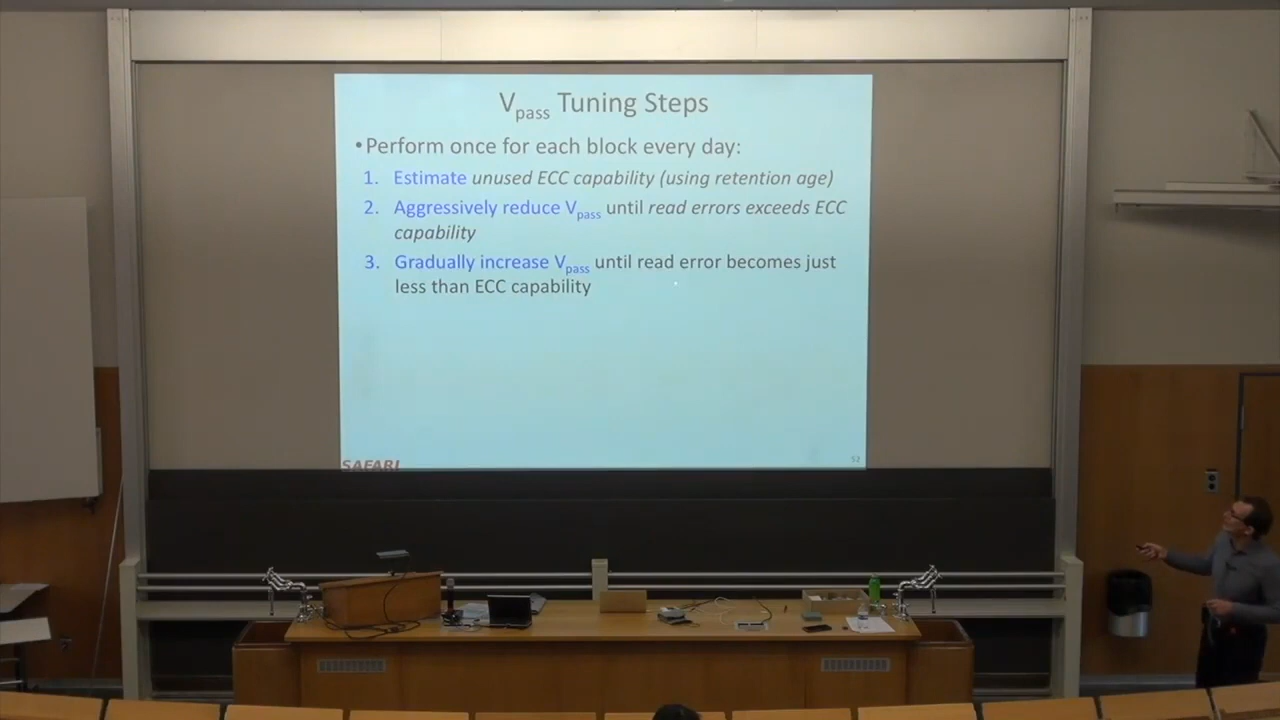 Vpass Tuning Steps
•Perform once for each block every day:
1. Estimate unused ECC capability (using retention age)
2. Aggressively reduce Vpass until read errors exceeds ECC
capability
3. Gradually increase Vpass until read error becomes just
less than ECC capability
SAFARI
52